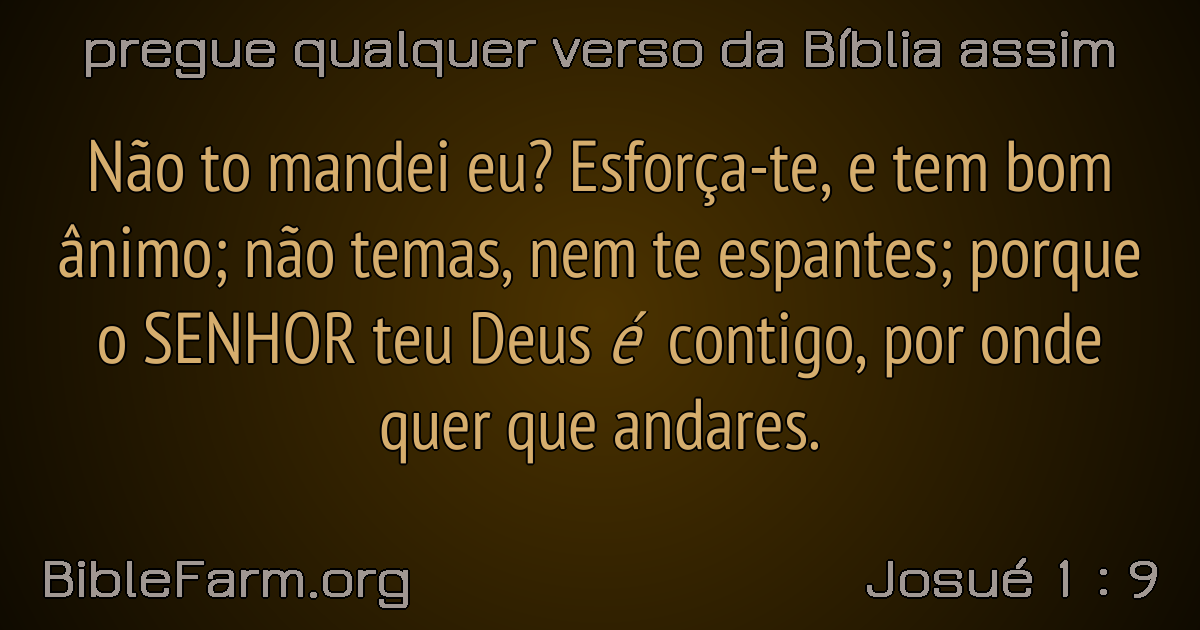 pregue qualquer verso da Bíblia assim
Não to mandei eu? Esforça-te, e tem bom
ânimo; não temas, nem te espantes; porque
o SENHOR teu Deus é contigo, por onde
quer que andares.
BibleFarm.org
Josué 1 : 9